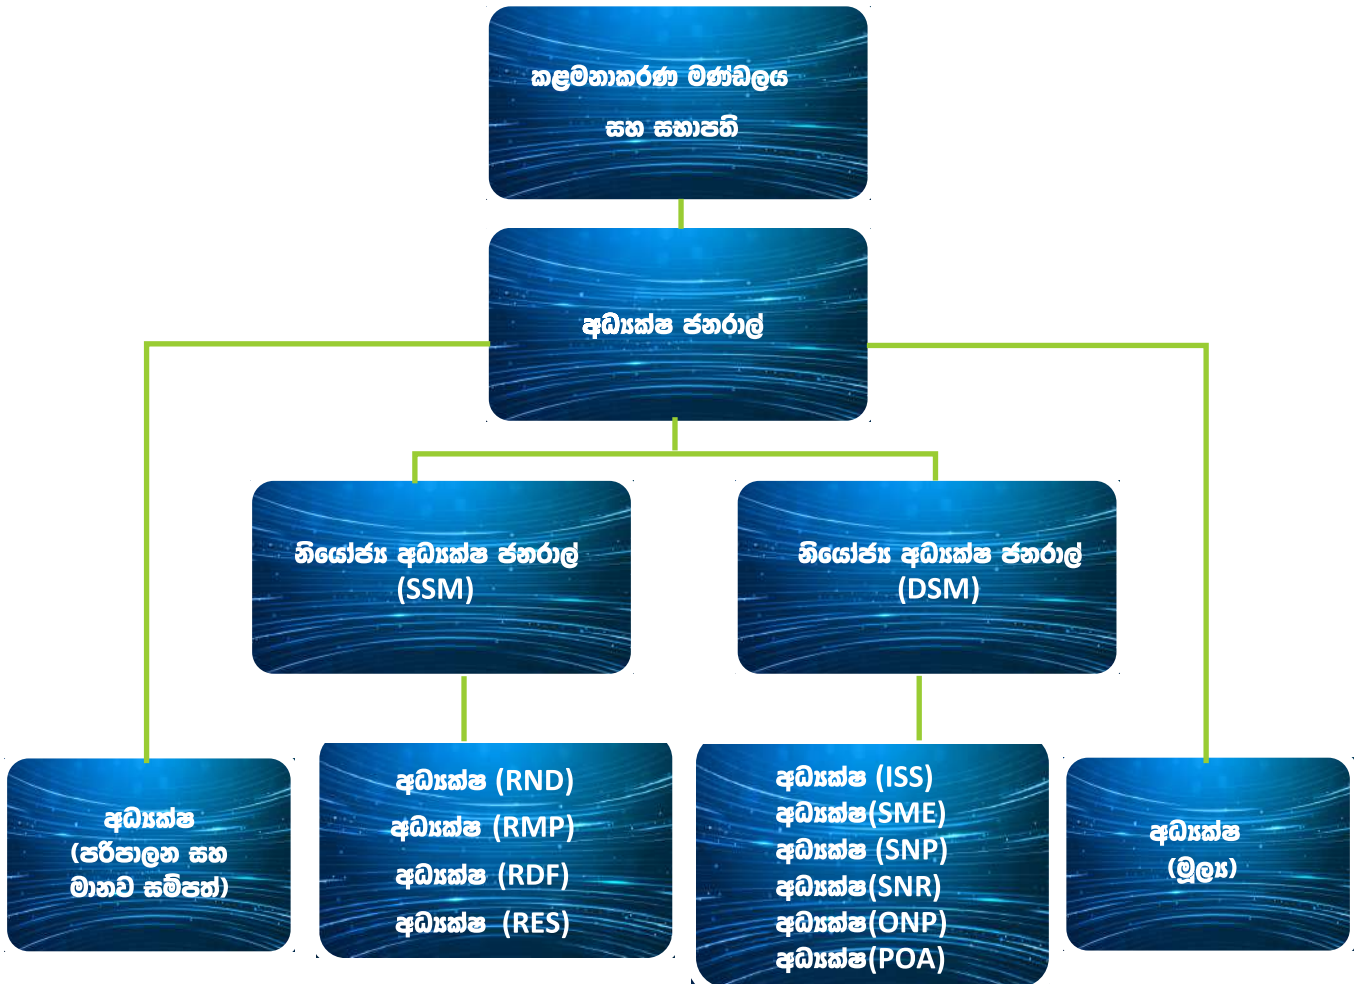 කළමනාකරණ මණ්ඩලය
සහ සභාපති
අධ්‍යක්ෂ ජනරාල්
නියෝජ්‍ය අධ්‍යක්ෂ ජනරාල්
(SSM)
නියෝජ්‍ය අධ්‍යක්ෂ ජනරාල්
(DSM)
අධ්‍යක්ෂ
(පරිපාලන සහ
මානව සම්පත්)
අධ්‍යක්ෂ (RND)
අධ්‍යක්ෂ (RMP)
අධ්‍යක්ෂ (RDF)
අධ්‍යක්ෂ (RES)
අධ්‍යක්ෂ (ISS)
අධ්‍යක්ෂ(SME)
අධ්‍යක්ෂ (SNP)
අධ්‍යක්ෂ(SNR)
අධ්‍යක්ෂ(ONP)
අධ්‍යක්ෂ(POA)
අධ්‍යක්ෂ
(මූල්‍ය)